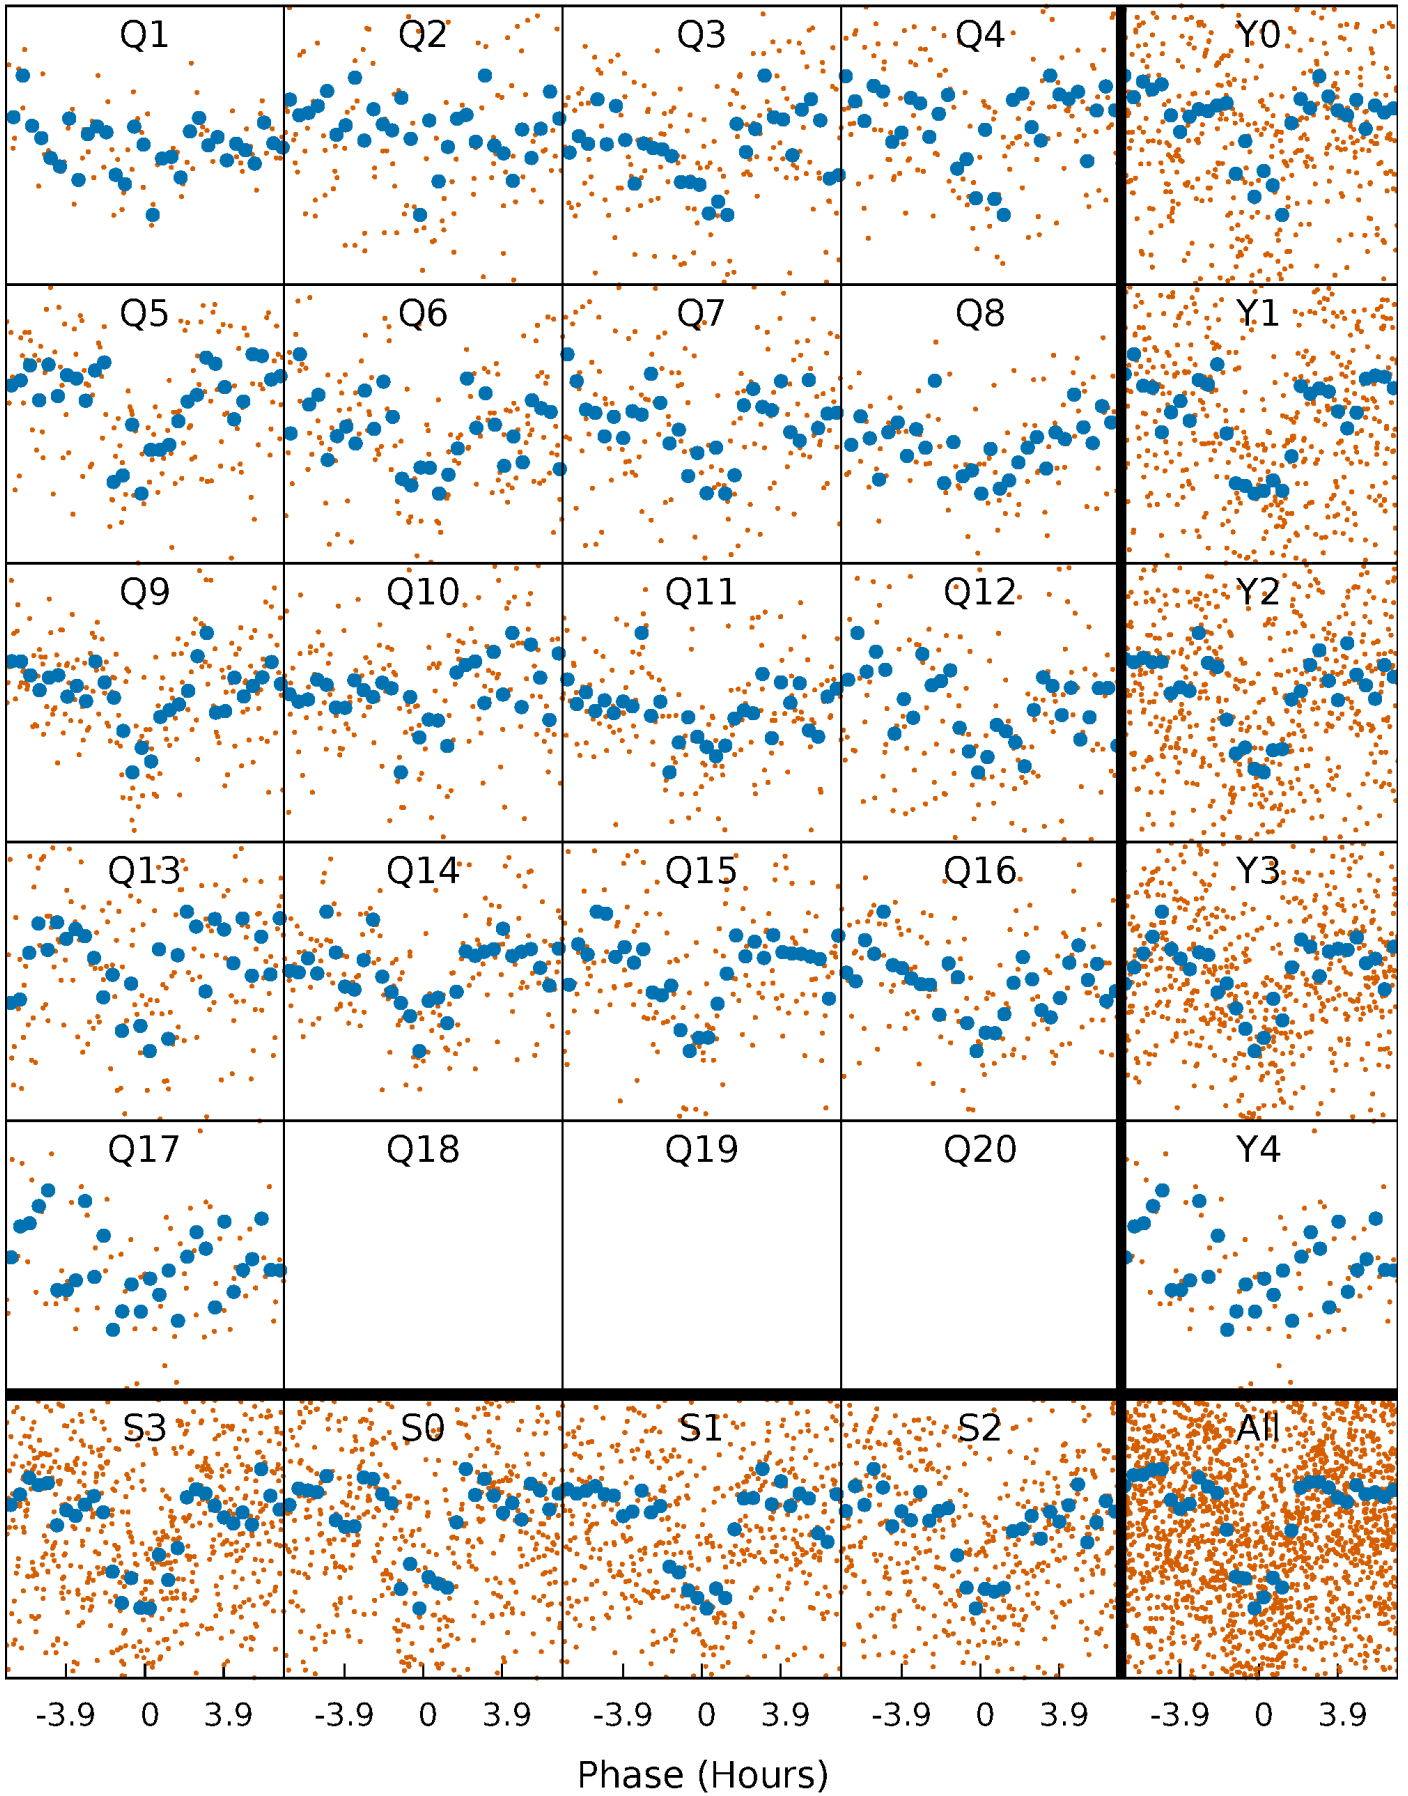 Q1 Q2 Q3 Q4 Y0
Q5 Q6 Q7 Q8 Y1
Q9 Q10 Q11 Q12 Y2
Q13 Q14 Q15 Q16 Y3
Q17 Q18 Q19 Q20 Y4
S3 S0 S1 S2 All
-3.9 0 3.9 -3.9 0 3.9 -3.9 0 3.9 -3.9 0 3.9 -3.9 0 3.9
Phase (Hours)